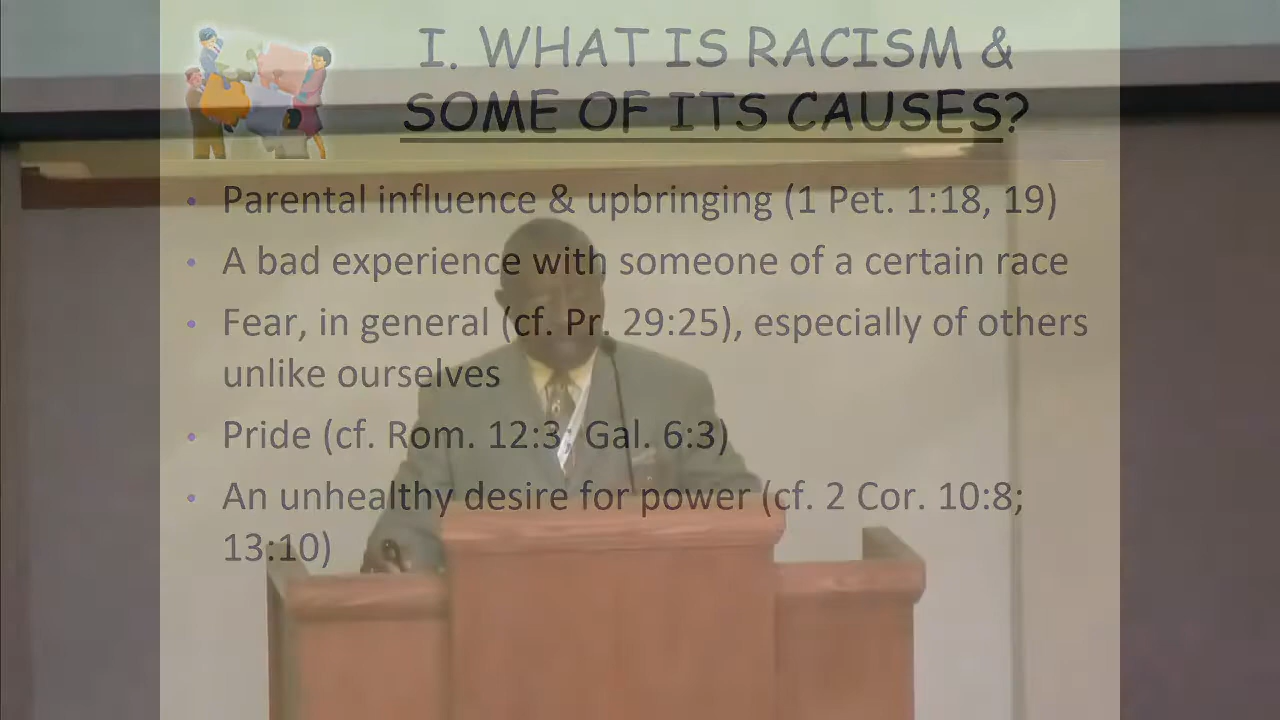 I. WHAT IS RACISM &
SOME OF ITS CAUSES?
• Parental influence & upbringing (1 Pet. 1:18, 19)
• A bad experience with someone of a certain race
• Fear, in general (cf. Pr. 29:25), especially of others
unlike ourselves
• Pride (cf. Rom. 12:3; Gal. 6:3)
• An unhealthy desire for power (cf. 2 Cor. 10:8;
13:10)